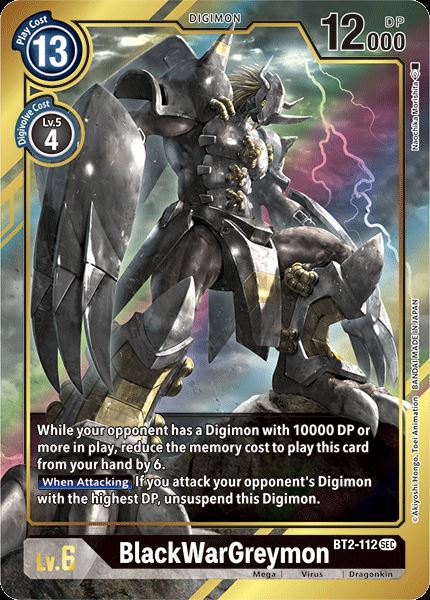 Play Cost
13
DIGIMON
DP
12000
Digivolve Cost
Lv.5
4
Naochika Morishita
©Akiyoshi Hongo, Toei Animation BANDAI MADE IN JAPAN
While your opponent has a Digimon with 10000 DP or
more in play, reduce the memory cost to play this card
from your hand by 6.
When Attacking If you attack your opponent's Digimon
with the highest DP, unsuspend this Digimon.
Lv.6
BlackWarGreymon
BT2-112 SEC
Mega Virus Dragonkin